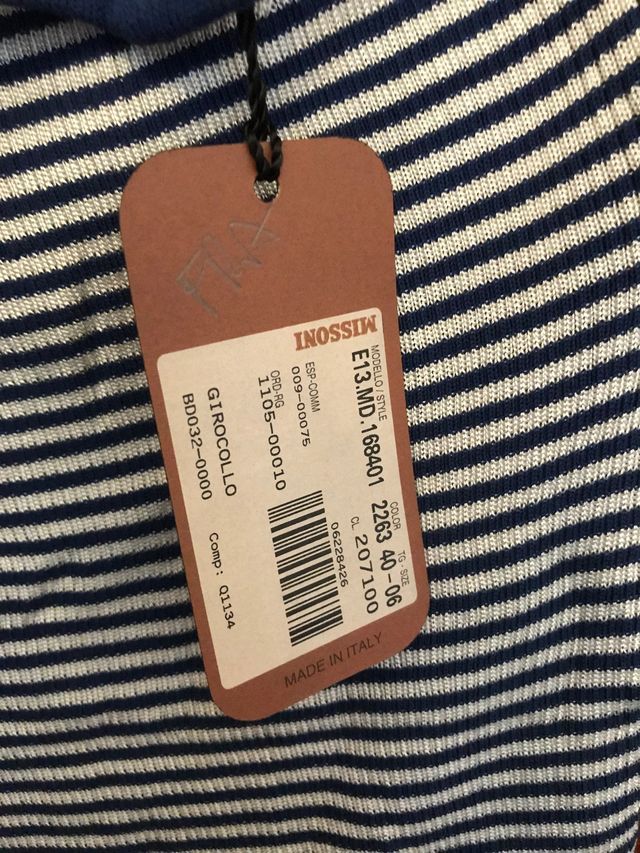 MISSONI
MODELLO / STYLE COLOR TG - SIZE
E13.MD.168401 2263 40-06
CL. 207100
ESP-COMM
009-00075
ORD-RG
1105-00010
06228426
GIROCOLLO
BD032-0000
Comp: Q1134
MADE IN ITALY